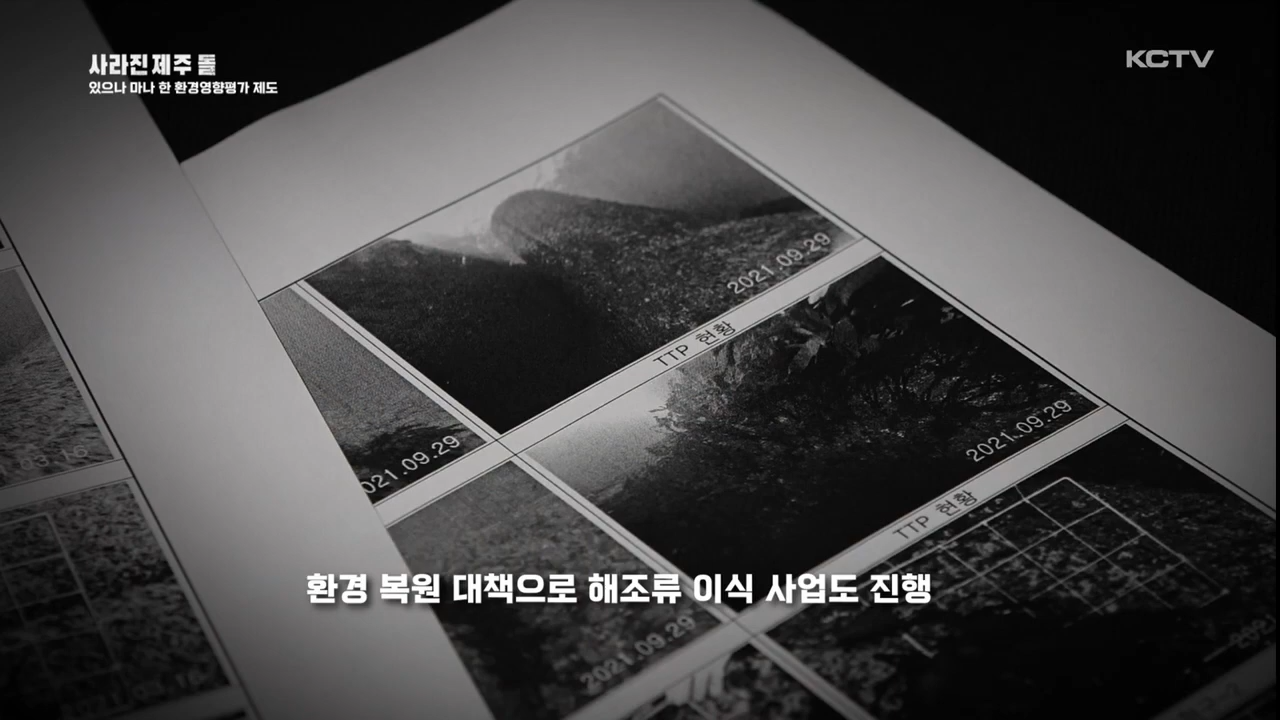 사라진 제주 돌
있으나 마나 한 환경영향평가 제도
KCTV
2021.09.29
TTP 현황
2021.09.29
021.09.29
TTP 현황
2021.09.29
환경 복원 대책으로 해조류 이식 사업도 진행